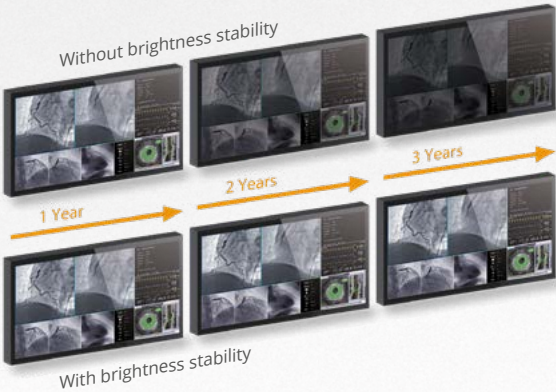 Without brightness stability
1 Year
2 Years
3 Years
With brightness stability